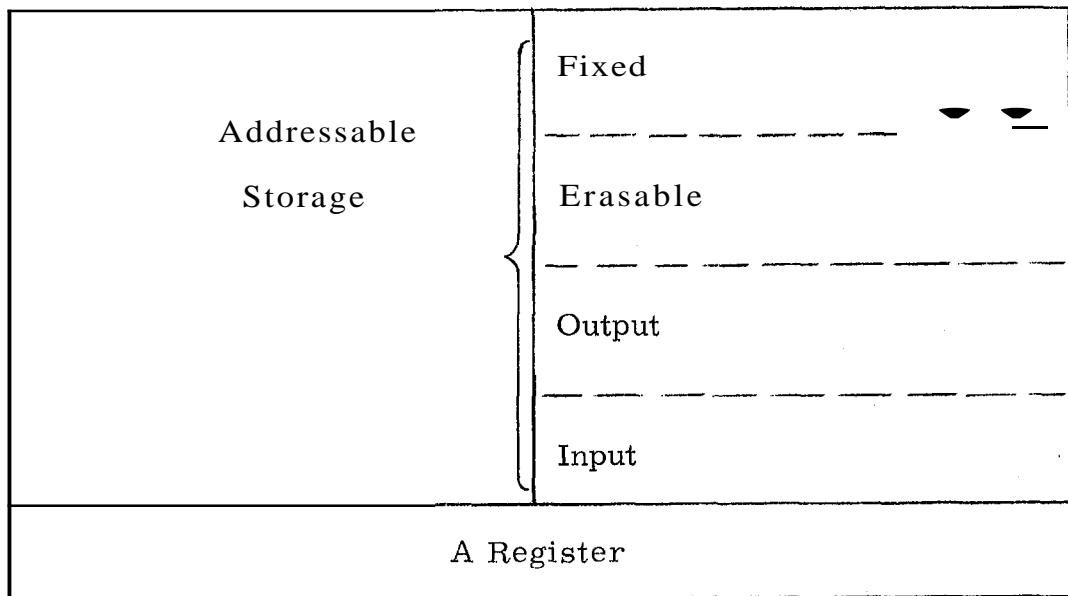 Fixed
Addressable
Storage
Erasable
Output
Input
A Register